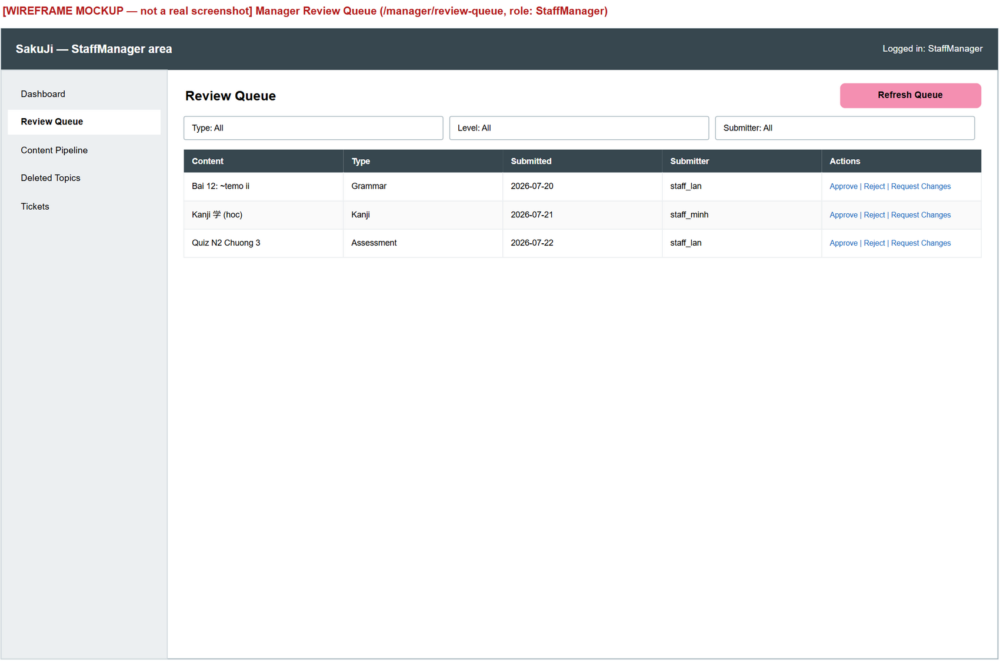 [WIREFRAME MOCKUP — not a real screenshot] Manager Review Queue (/manager/review-queue, role: StaffManager)
SakuJi — StaffManager area
Logged in: StaffManager
Dashboard
Review Queue
Content Pipeline
Deleted Topics
Tickets
Review Queue
Refresh Queue
Type: All
Level: All
Submitter: All
Content Type Submitted Submitter Actions
Bai 12: ~temo ii Grammar 2026-07-20 staff_lan Approve | Reject | Request Changes
Kanji 学 (hoc) Kanji 2026-07-21 staff_minh Approve | Reject | Request Changes
Quiz N2 Chuong 3 Assessment 2026-07-22 staff_lan Approve | Reject | Request Changes